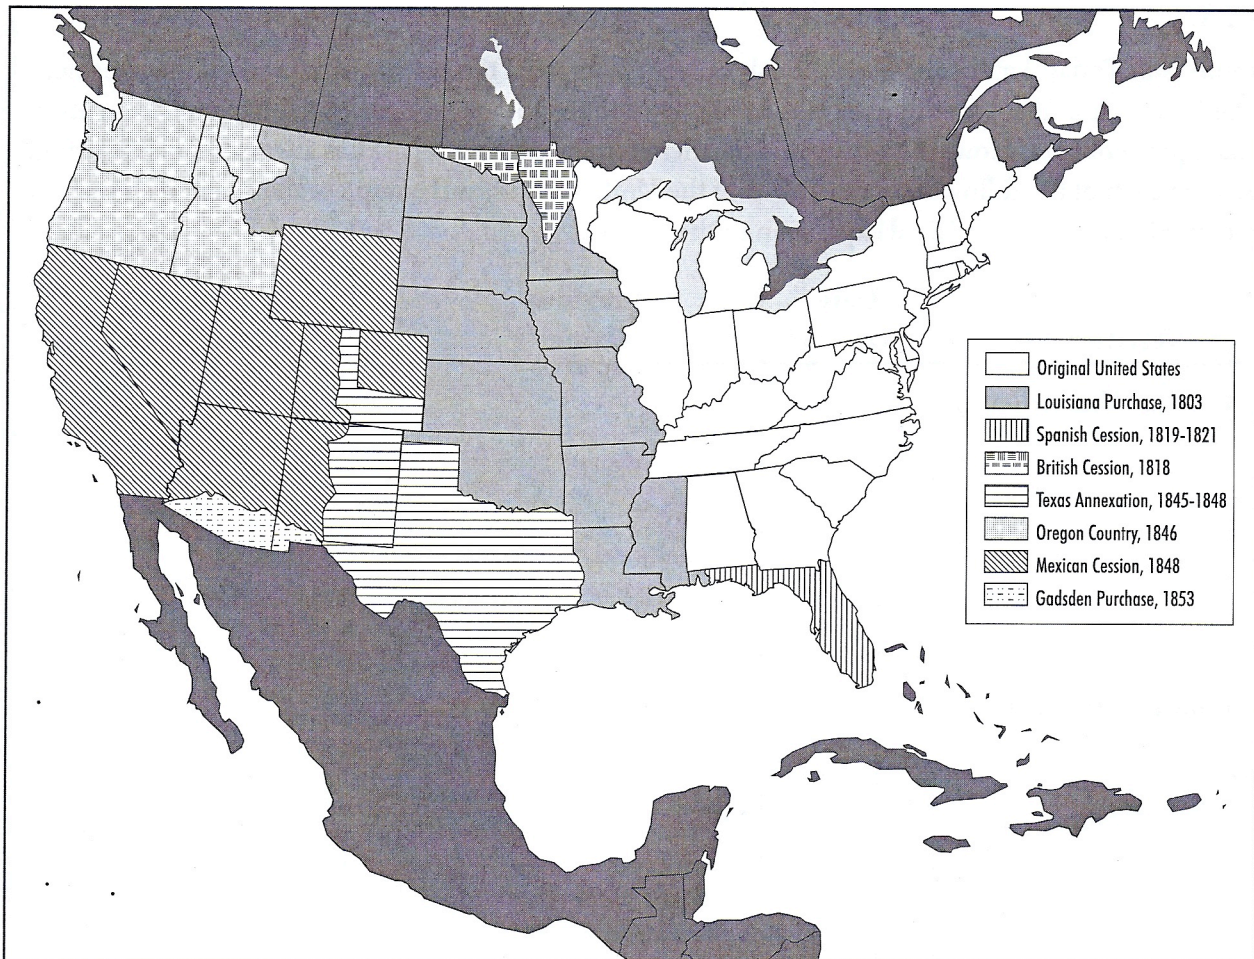 Original United States
Louisiana Purchase, 1803
Spanish Cession, 1819-1821
British Cession, 1818
Texas Annexation, 1845-1848
Oregon Country, 1846
Mexican Cession, 1848
Gadsden Purchase, 1853